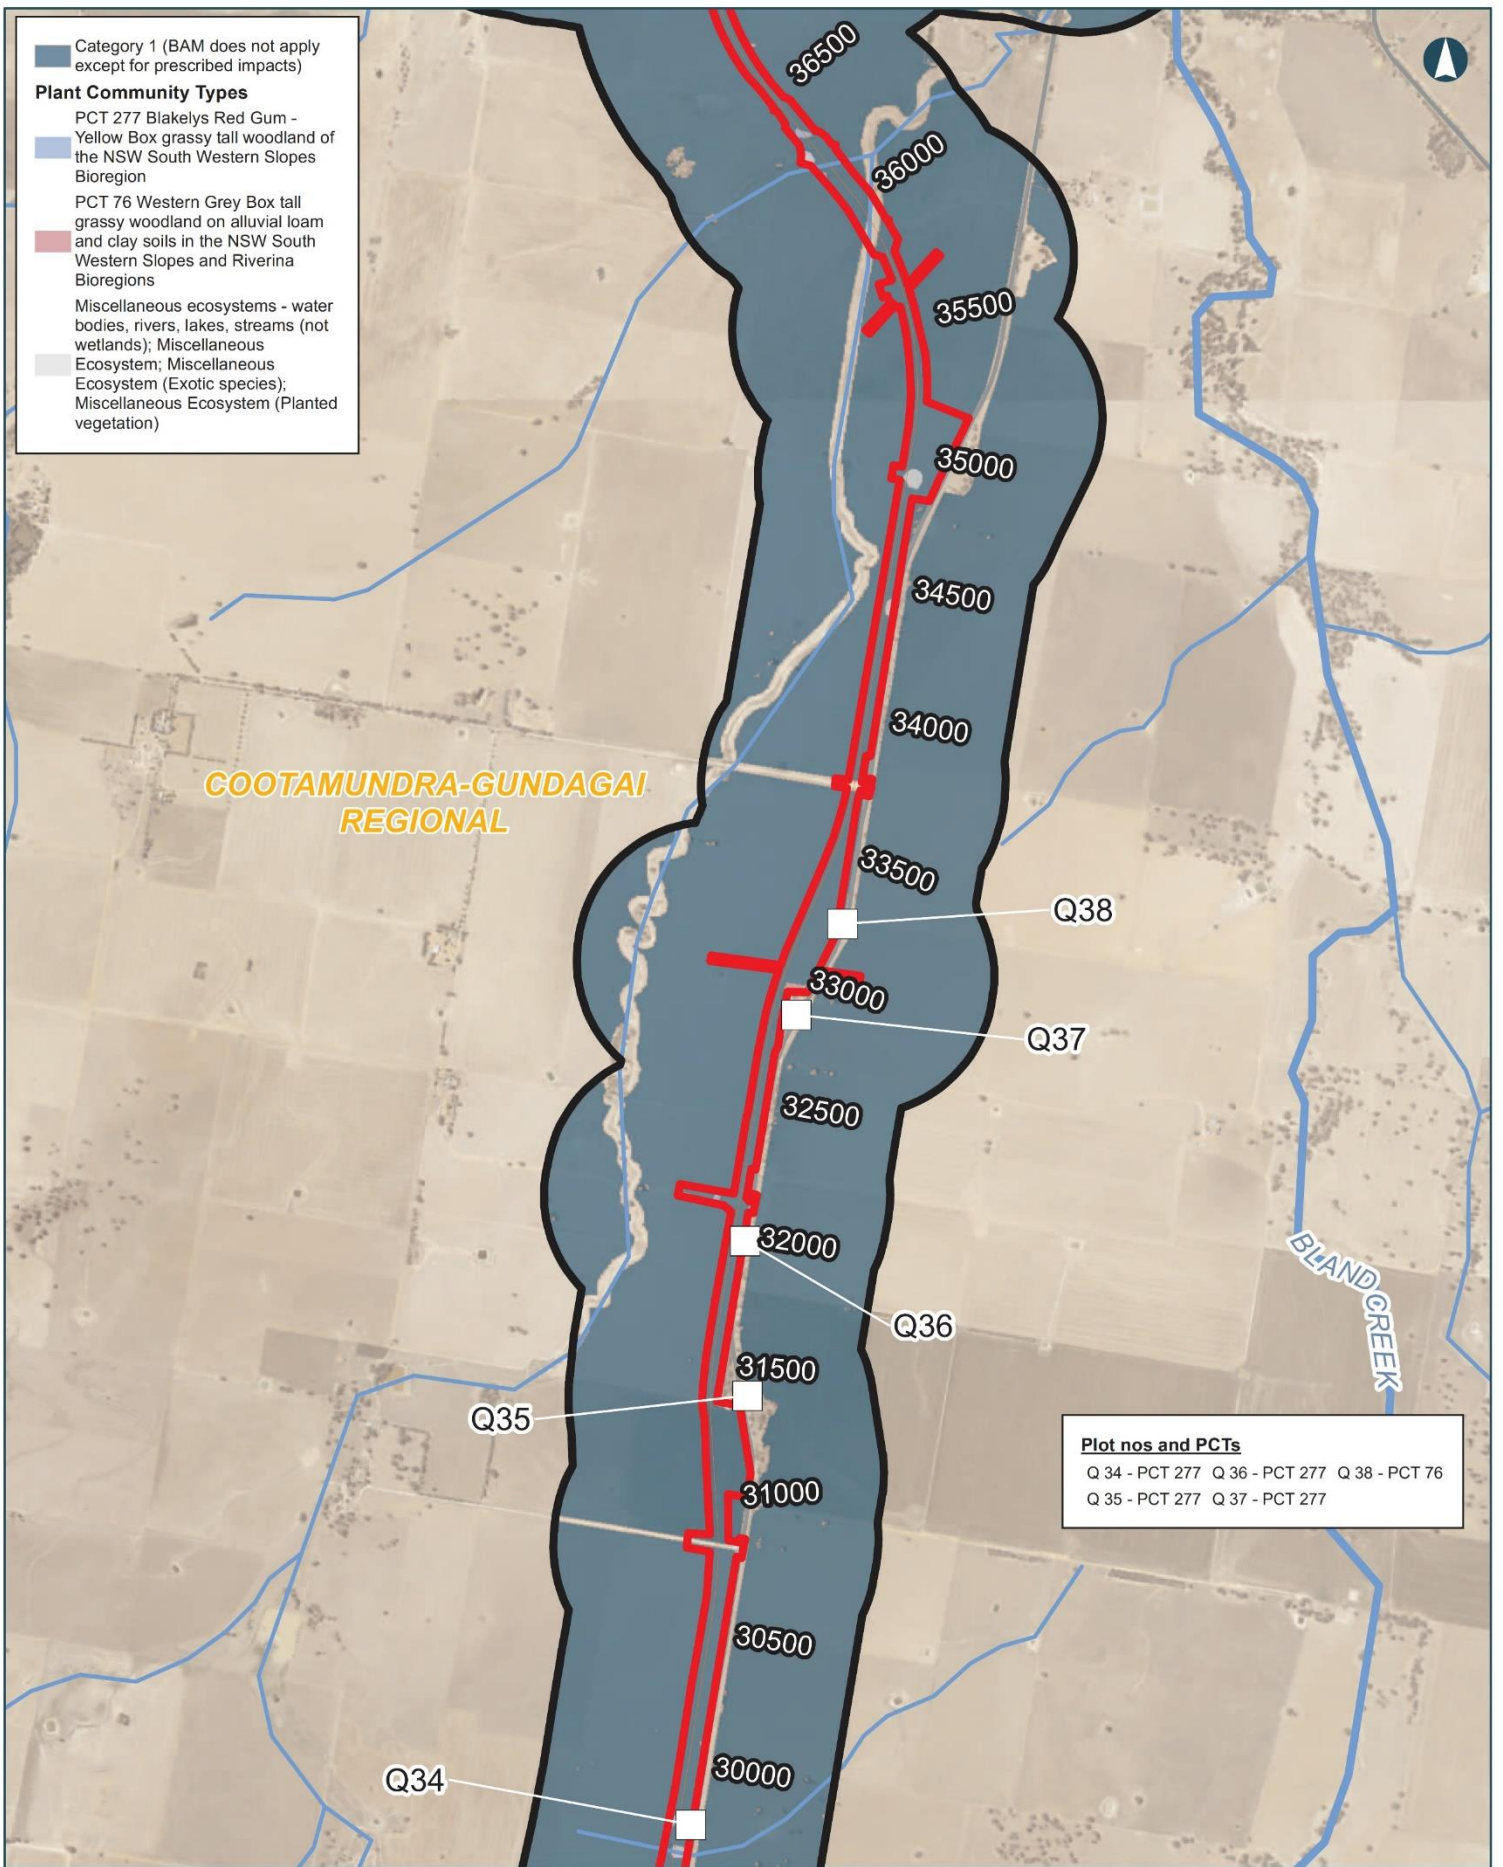 Category 1 (BAM does not apply
except for prescribed impacts)
Plant Community Types
PCT 277 Blakelys Red Gum -
Yellow Box grassy tall woodland of
the NSW South Western Slopes
Bioregion
PCT 76 Western Grey Box tall
grassy woodland on alluvial loam
and clay soils in the NSW South
Western Slopes and Riverina
Bioregions
Miscellaneous ecosystems - water
bodies, rivers, lakes, streams (not
wetlands); Miscellaneous
Ecosystem; Miscellaneous
Ecosystem (Exotic species);
Miscellaneous Ecosystem (Planted
vegetation)
36500
36000
35500
35000
34500
34000
COOTAMUNDRA-GUNDAGAI
REGIONAL
33500
Q38
33000
Q37
32500
32000
BLAND CREEK
Q36
31500
Q35
31000
Plot nos and PCTs
Q 34 - PCT 277 Q 36 - PCT 277 Q 38 - PCT 76
Q 35 - PCT 277 Q 37 - PCT 277
30500
30000
Q34